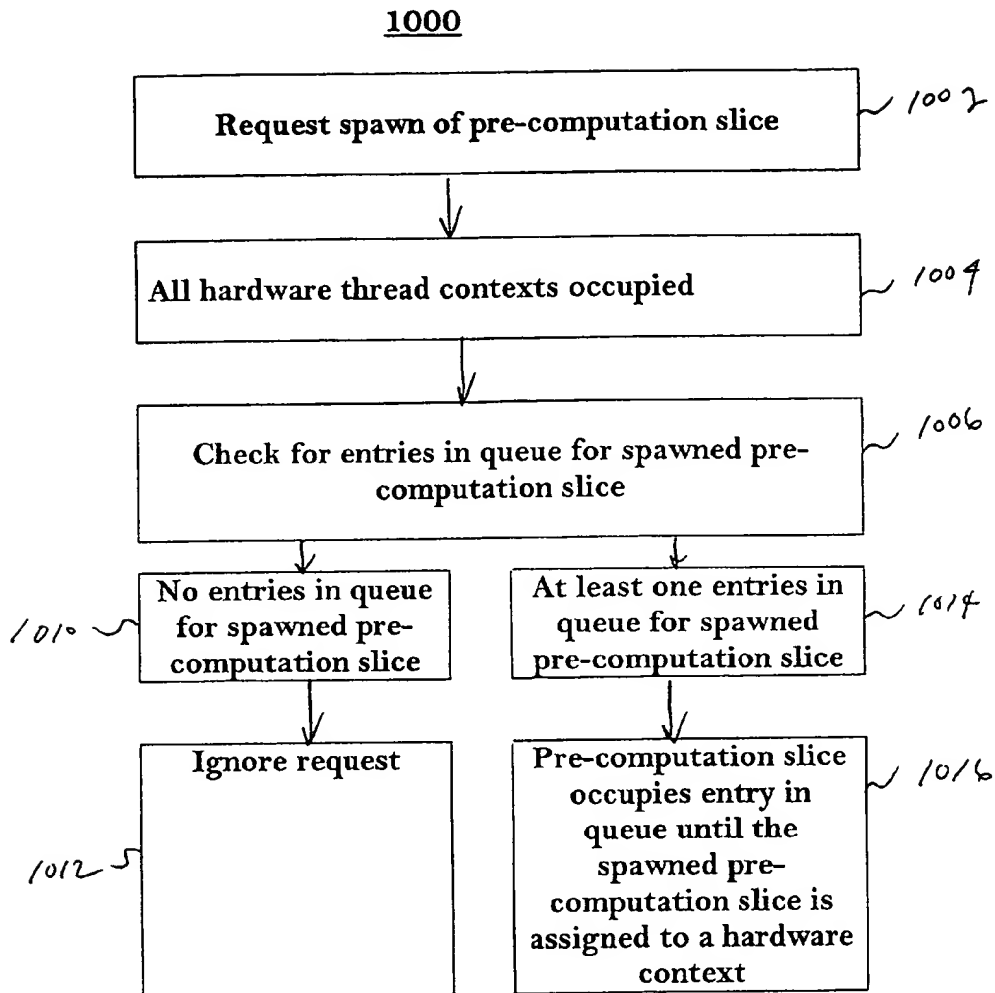 1000
Request spawn of pre-computation slice
1002
All hardware thread contexts occupied
1004
Check for entries in queue for spawned pre-
computation slice
1006
1010
No entries in queue
for spawned pre-
computation slice
At least one entries in
queue for spawned
pre-computation slice
1014
1012
Ignore request
Pre-computation slice
occupies entry in
queue until the
spawned pre-
computation slice is
assigned to a hardware
context
1016